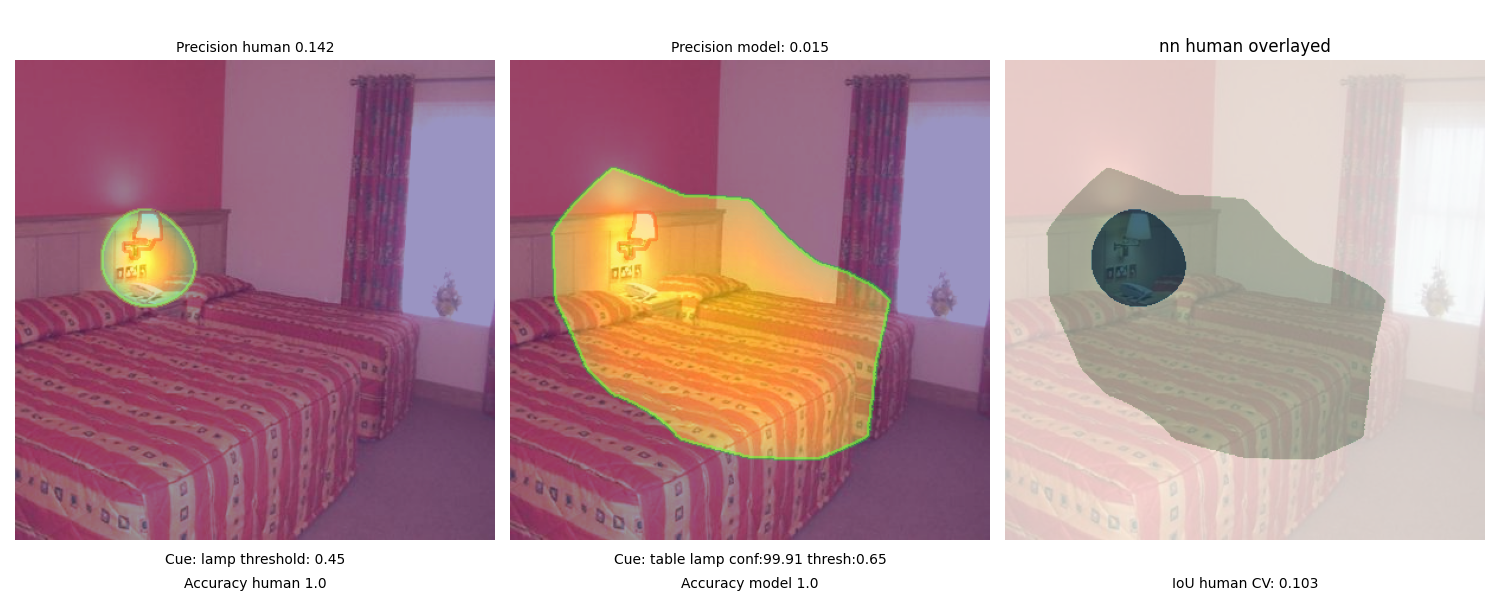 Precision human 0.142
Precision model: 0.015
nn human overlayed
Cue: lamp threshold: 0.45
Accuracy human 1.0
Cue: table lamp conf:99.91 thresh:0.65
Accuracy model 1.0
IoU human CV: 0.103